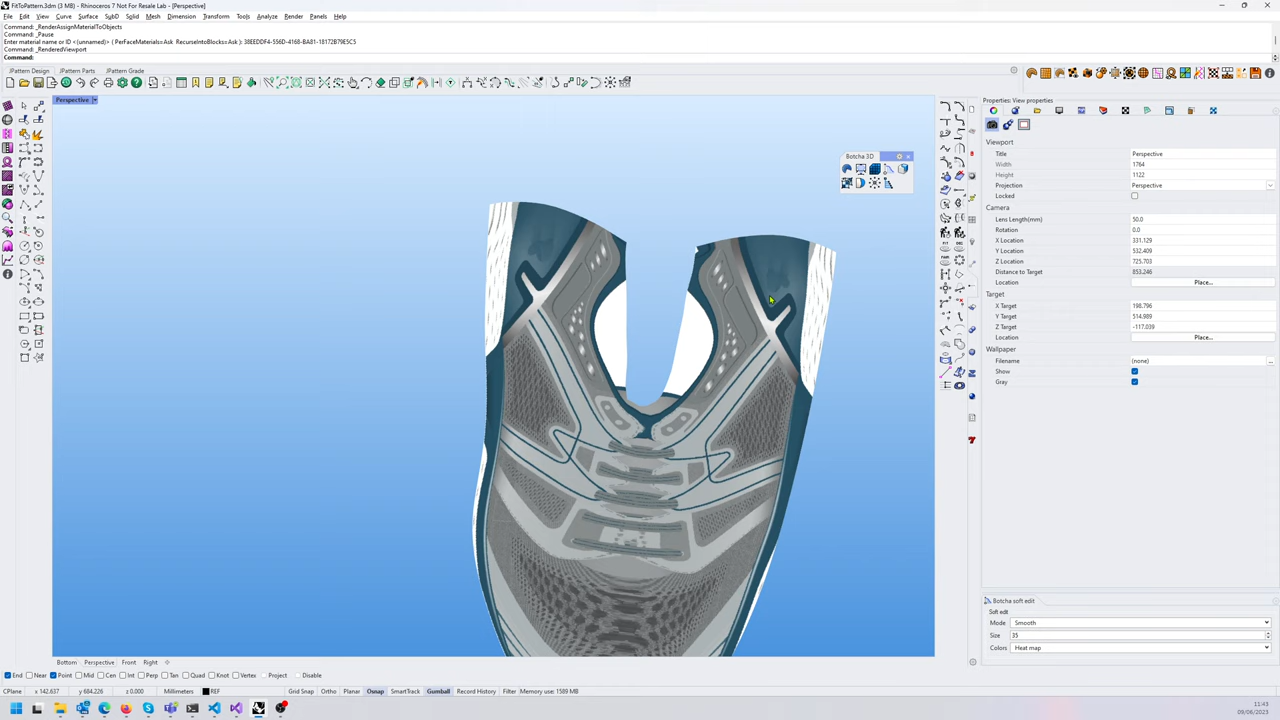 FitToPattern.3dm (3 MB) - Rhinoceros 7 Not For Resale Lab - [Perspective]
File Edit View Curve Surface SubD Solid Mesh Dimension Transform Tools Analyze Render Panels Help
Command: _RenderAssignMaterialToObjects
Command: _Pause
Enter material name or ID <(unnamed)> ( PerFaceMaterials=Ask RecurseIntoBlocks=Ask ): 38EEDDF4-556D-4168-BA81-18172B79E5C5
Command: _RenderedViewport
Command:
JPattern Design JPattern Parts JPattern Grade
Perspective
Botcha 3D
Properties: View properties
Viewport
Title Perspective
Width 1764
Height 1122
Projection Perspective
Locked
Camera
Lens Length(mm) 50.0
Rotation 0.0
X Location 331.129
Y Location 532.409
Z Location 725.703
Distance to Target 853.246
Location Place...
Target
X Target 198.796
Y Target 514.989
Z Target -117.039
Location Place...
Wallpaper
Filename (none) ...
Show
Gray
Botcha soft edit
Soft edit
Mode Smooth
Size 35
Colors Heat map
Bottom Perspective Front Right
End Near Point Mid Cen Int Perp Tan Quad Knot Vertex Project Disable
CPlane x 142.637 y 684.226 z 0.000 Millimeters REF Grid Snap Ortho Planar Osnap SmartTrack Gumball Record History Filter Memory use: 1589 MB
11:43
09/06/2023